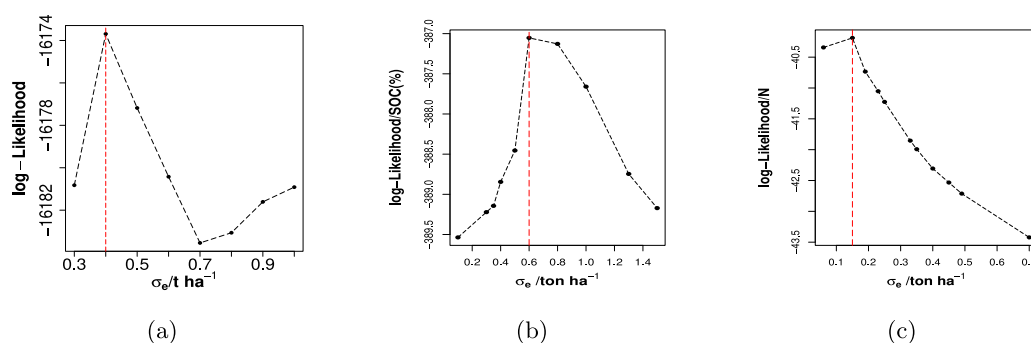 −16174
−16178
−16182
log−Likelihood
0.3 0.5 0.7 0.9
σe/t ha−1
(a)
−387.0
−387.5
−388.0
−388.5
−389.0
−389.5
log−Likelihood/SOC(%)
0.2 0.4 0.6 0.8 1.0 1.2 1.4
σe /ton ha−1
(b)
−40.5
−41.5
−42.5
−43.5
log−Likelihood/N
0.1 0.2 0.3 0.4 0.5 0.6 0.7
σe /ton ha−1
(c)